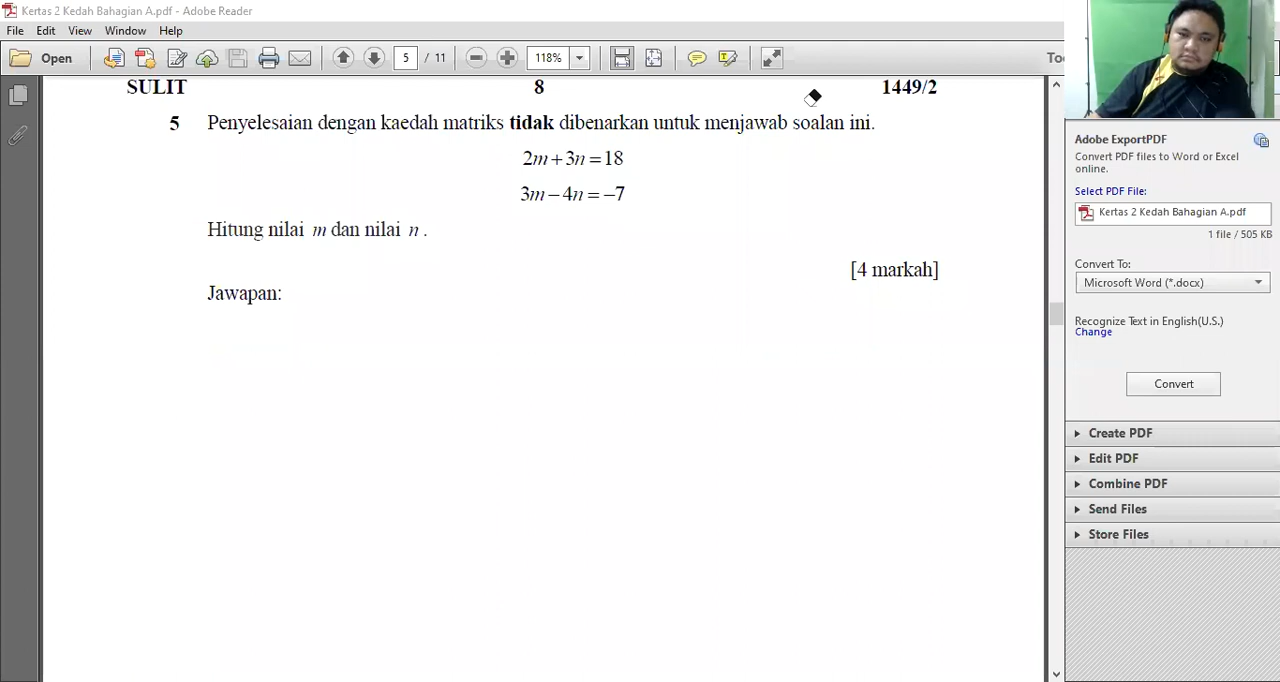 Kertas 2 Kedah Bahagian A.pdf - Adobe Reader
File Edit View Window Help
Open 5 / 11 118% To
SULIT 8 1449/2
5 Penyelesaian dengan kaedah matriks tidak dibenarkan untuk menjawab soalan ini.
2m + 3n = 18
3m − 4n = −7
Hitung nilai m dan nilai n .
[4 markah]
Jawapan:
Adobe ExportPDF
Convert PDF files to Word or Excel
online.
Select PDF File:
Kertas 2 Kedah Bahagian A.pdf
1 file / 505 KB
Convert To:
Microsoft Word (*.docx)
Recognize Text in English(U.S.)
Change
Convert
Create PDF
Edit PDF
Combine PDF
Send Files
Store Files